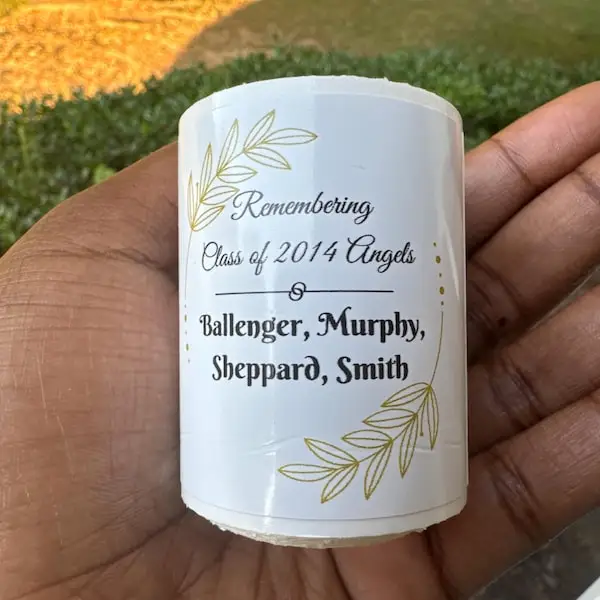 Remembering
Class of 2014 Angels
Ballenger, Murphy,
Sheppard, Smith